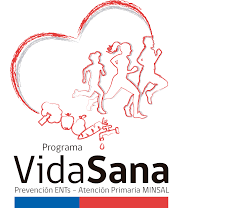 Programa
VidaSana
Prevención ENTs - Atención Primaria MINSAL